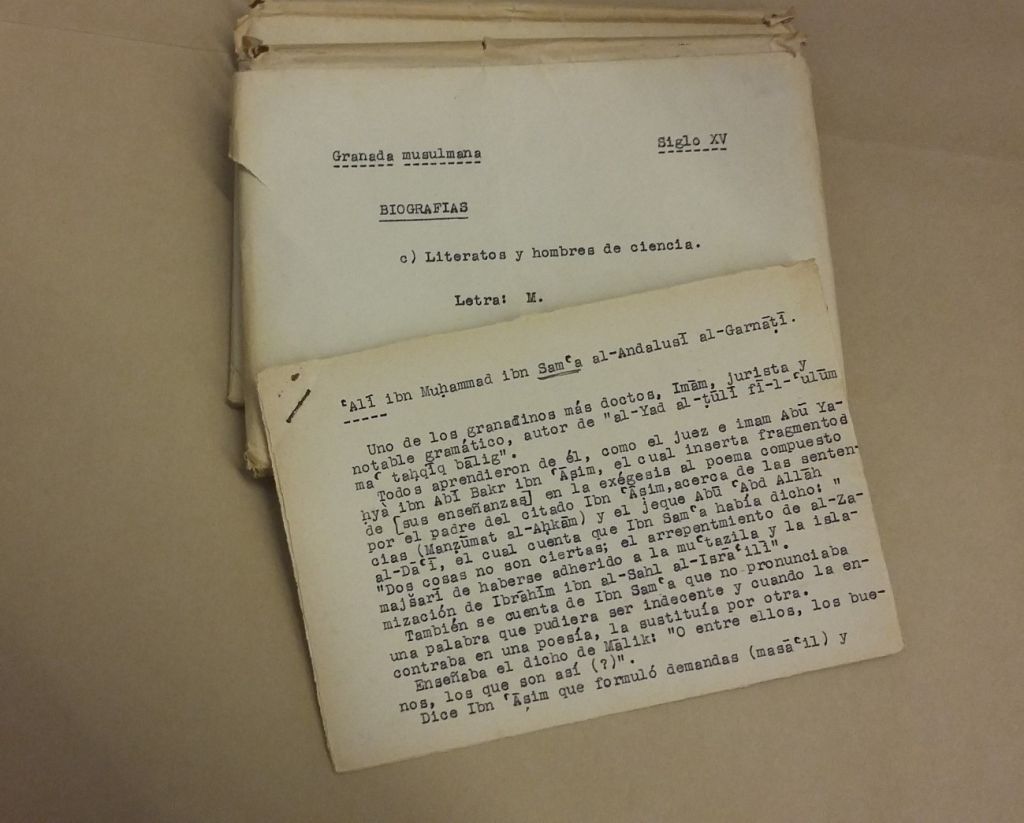 Granada musulmana Siglo XV
BIOGRAFIAS
c) Literatos y hombres de ciencia.
Letra: M.
ʿAlī ibn Muḥammad ibn Samʿa al-Andalusī al-Garnāṭī.
Uno de los granadinos más doctos, Imām, jurista y
notable gramático, autor de "al-Yad al-ṭūlī fī-l-ʿulūm
maʿ taḥqīq bālig".
Todos aprendieron de él, como el juez e imam Abū Ya-
ḥyà ibn Abī Bakr ibn ʿĀṣim, el cual inserta fragmentos
de [sus enseñanzas] en la exégesis al poema compuesto
por el padre del citado Ibn ʿĀṣim,acerca de las senten-
cias (Manẓūmat al-Aḥkām) y el jeque Abū ʿAbd Allāh
al-Dāʿī, el cual cuenta que Ibn Samʿa había dicho: "
"Dos cosas no son ciertas; el arrepentmiento de al-Za-
majšarī de haberse adherido a la muʿtazila y la isla-
mización de Ibrāhīm ibn al-Sahl al-Isrāʿīlī".
También se cuenta de Ibn Samʿa que no pronunciaba
una palabra que pudiera ser indecente y cuando la en-
contraba en una poesía, la sustituía por otra.
Enseñaba el dicho de Mālik: "O entre ellos, los bue-
nos, los que son así (?)".
Dice Ibn ʿĀṣim que formuló demandas (masāʿil) y